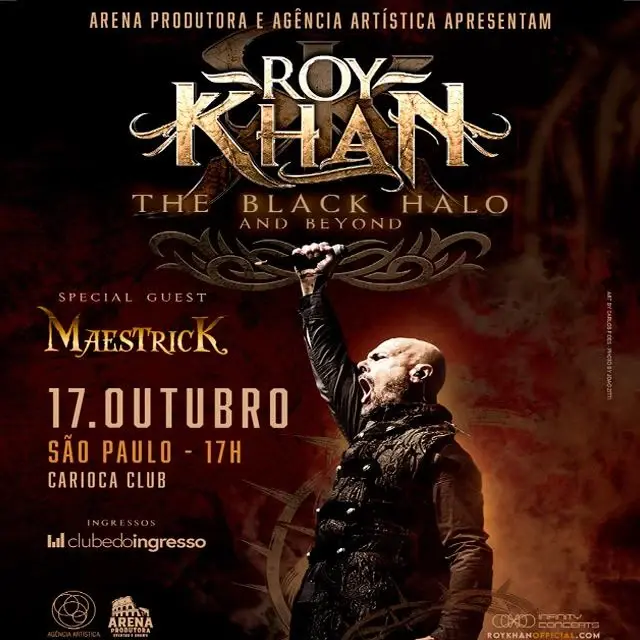 ARENA PRODUTORA E AGÊNCIA ARTÍSTICA APRESENTAM
ROY
KHAN
THE BLACK HALO
AND BEYOND
SPECIAL GUEST
MAESTRICK
17.OUTUBRO
SÃO PAULO - 17H
CARIOCA CLUB
INGRESSOS
clubedoingresso
AGÊNCIA ARTÍSTICA
ARENA
PRODUTORA
INFINITY
CONCERTS
ROYKHANOFFICIAL.COM